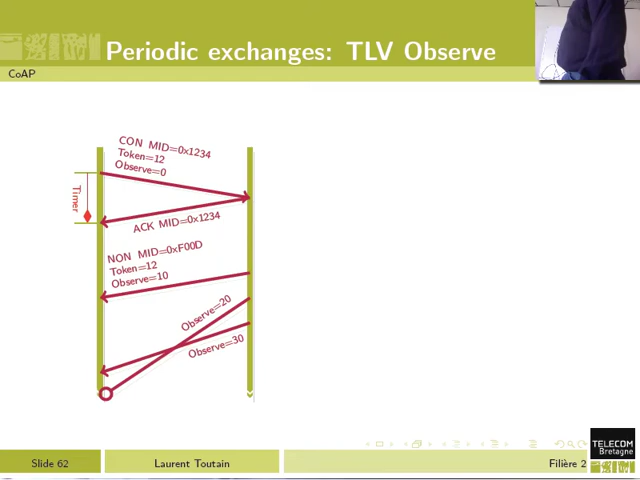 Periodic exchanges: TLV Observe
CoAP
CON MID=0x1234
Token=12
Observe=0
Timer
ACK MID=0x1234
NON MID=0xF00D
Token=12
Observe=10
Observe=20
Observe=30
TELECOM
Bretagne
Slide 62
Laurent Toutain
Filière 2